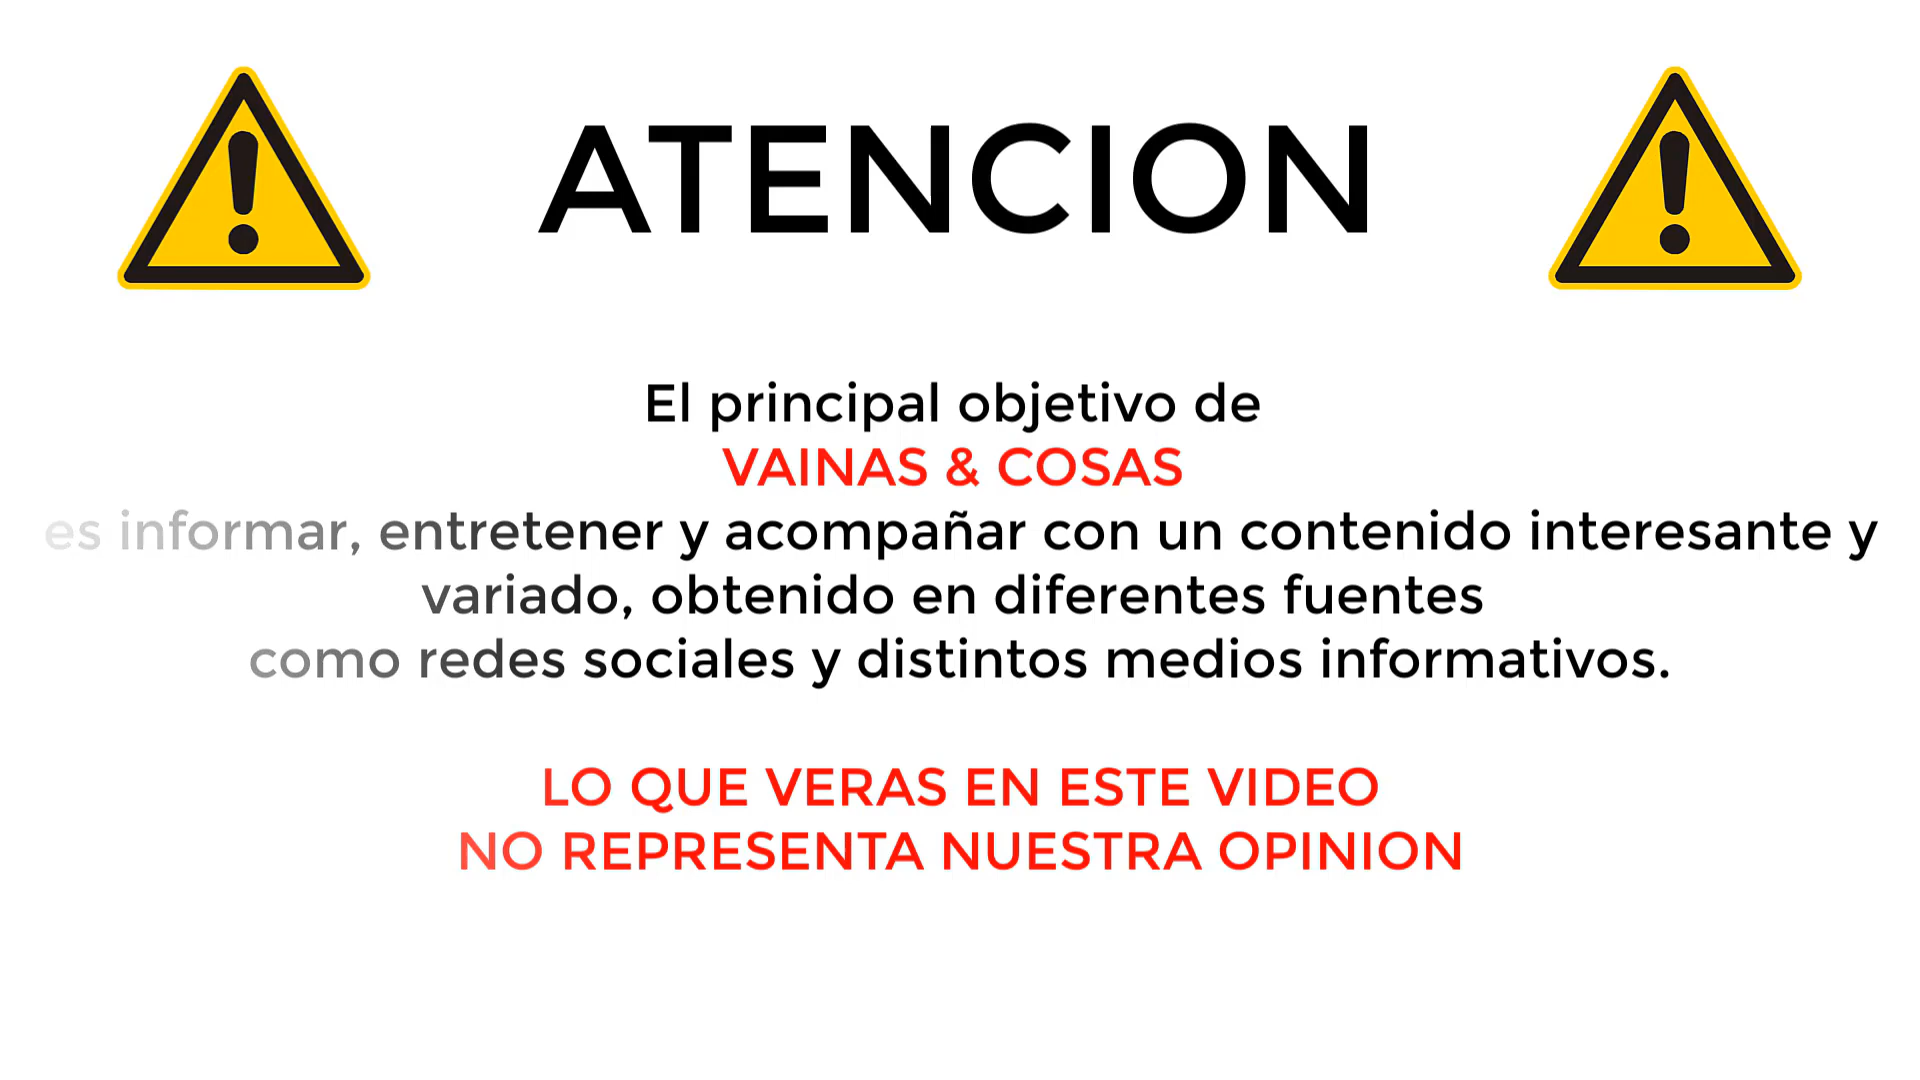 ATENCION
El principal objetivo de
VAINAS & COSAS
es informar, entretener y acompañar con un contenido interesante y
variado, obtenido en diferentes fuentes
como redes sociales y distintos medios informativos.
LO QUE VERAS EN ESTE VIDEO
NO REPRESENTA NUESTRA OPINION